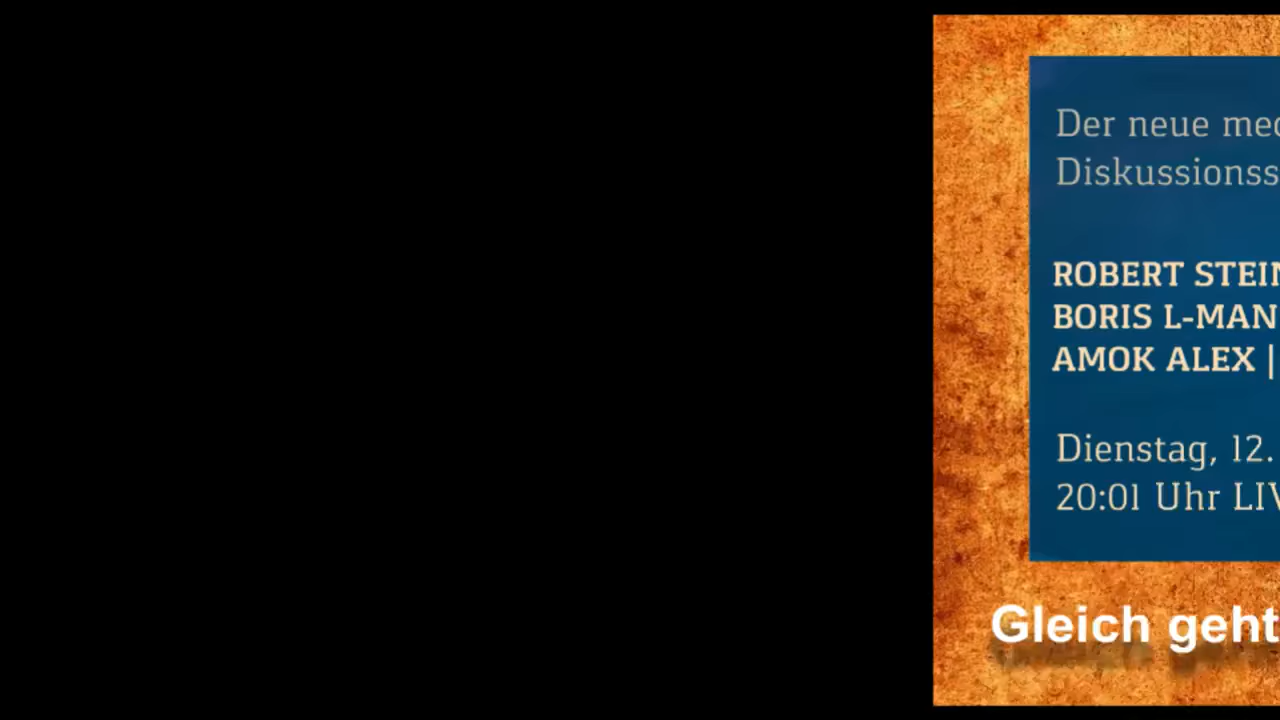 Der neue med
Diskussionss
ROBERT STEIN
BORIS L-MAN
AMOK ALEX |
Dienstag, 12.
20:01 Uhr LIV
Gleich geht